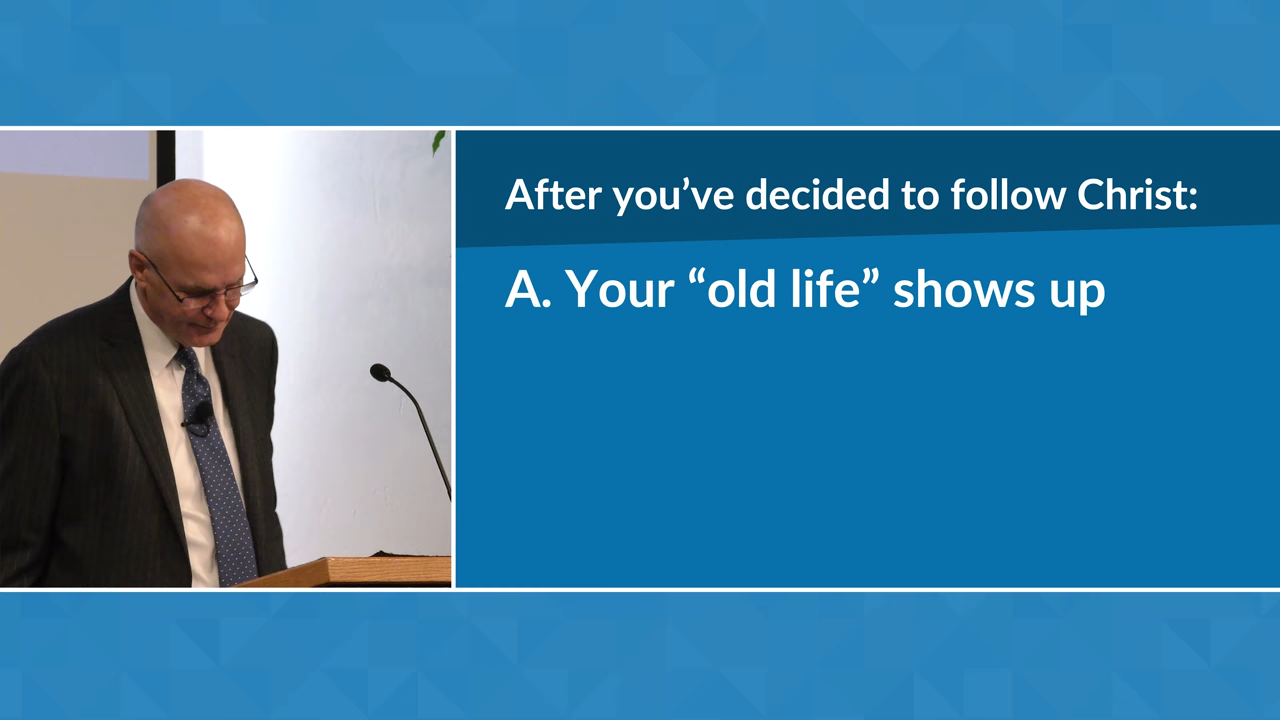 After you’ve decided to follow Christ:
A. Your “old life” shows up